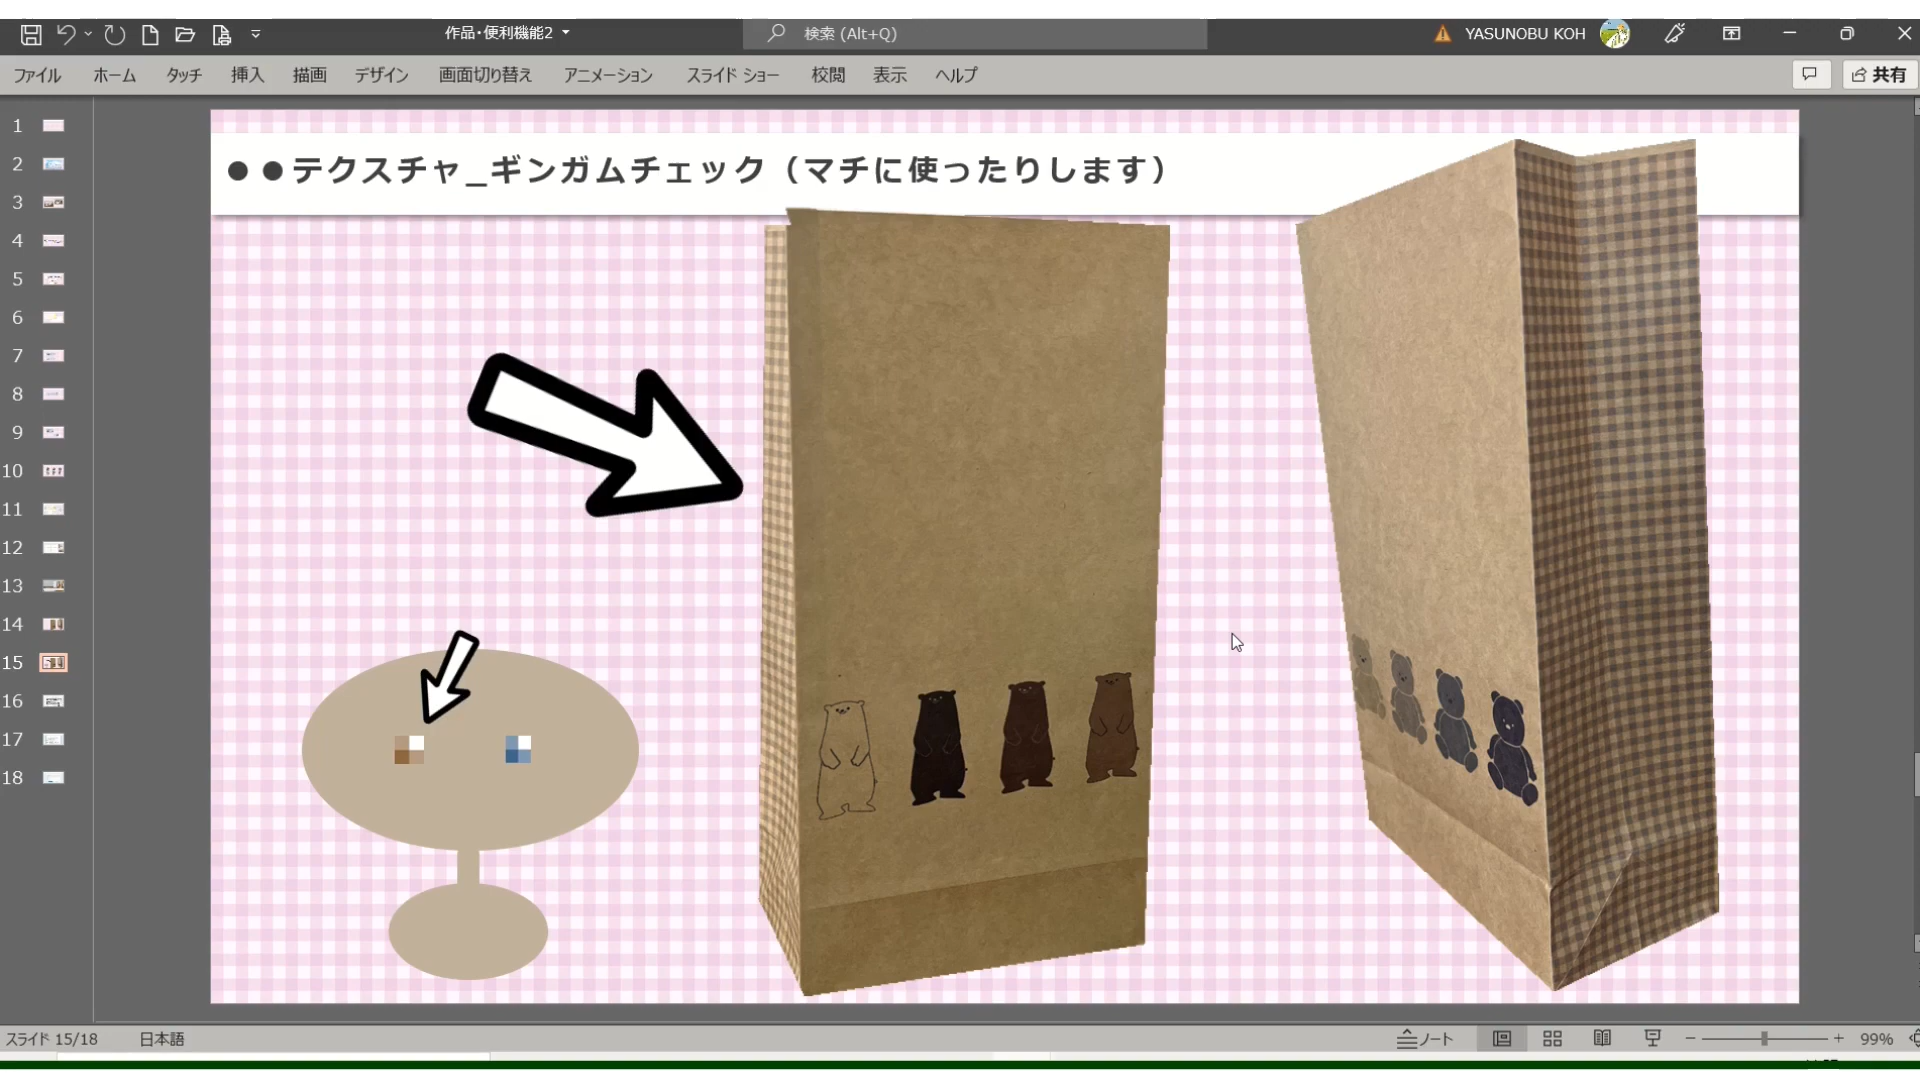 作品・便利機能2
検索 (Alt+Q)
YASUNOBU KOH
ファイル ホーム タッチ 挿入 描画 デザイン 画面切り替え アニメーション スライド ショー 校閲 表示 ヘルプ
共有
●●テクスチャ_ギンガムチェック（マチに使ったりします）
1
2
3
4
5
6
7
8
9
10
11
12
13
14
15
16
17
18
スライド 15/18 日本語
ノート
99%